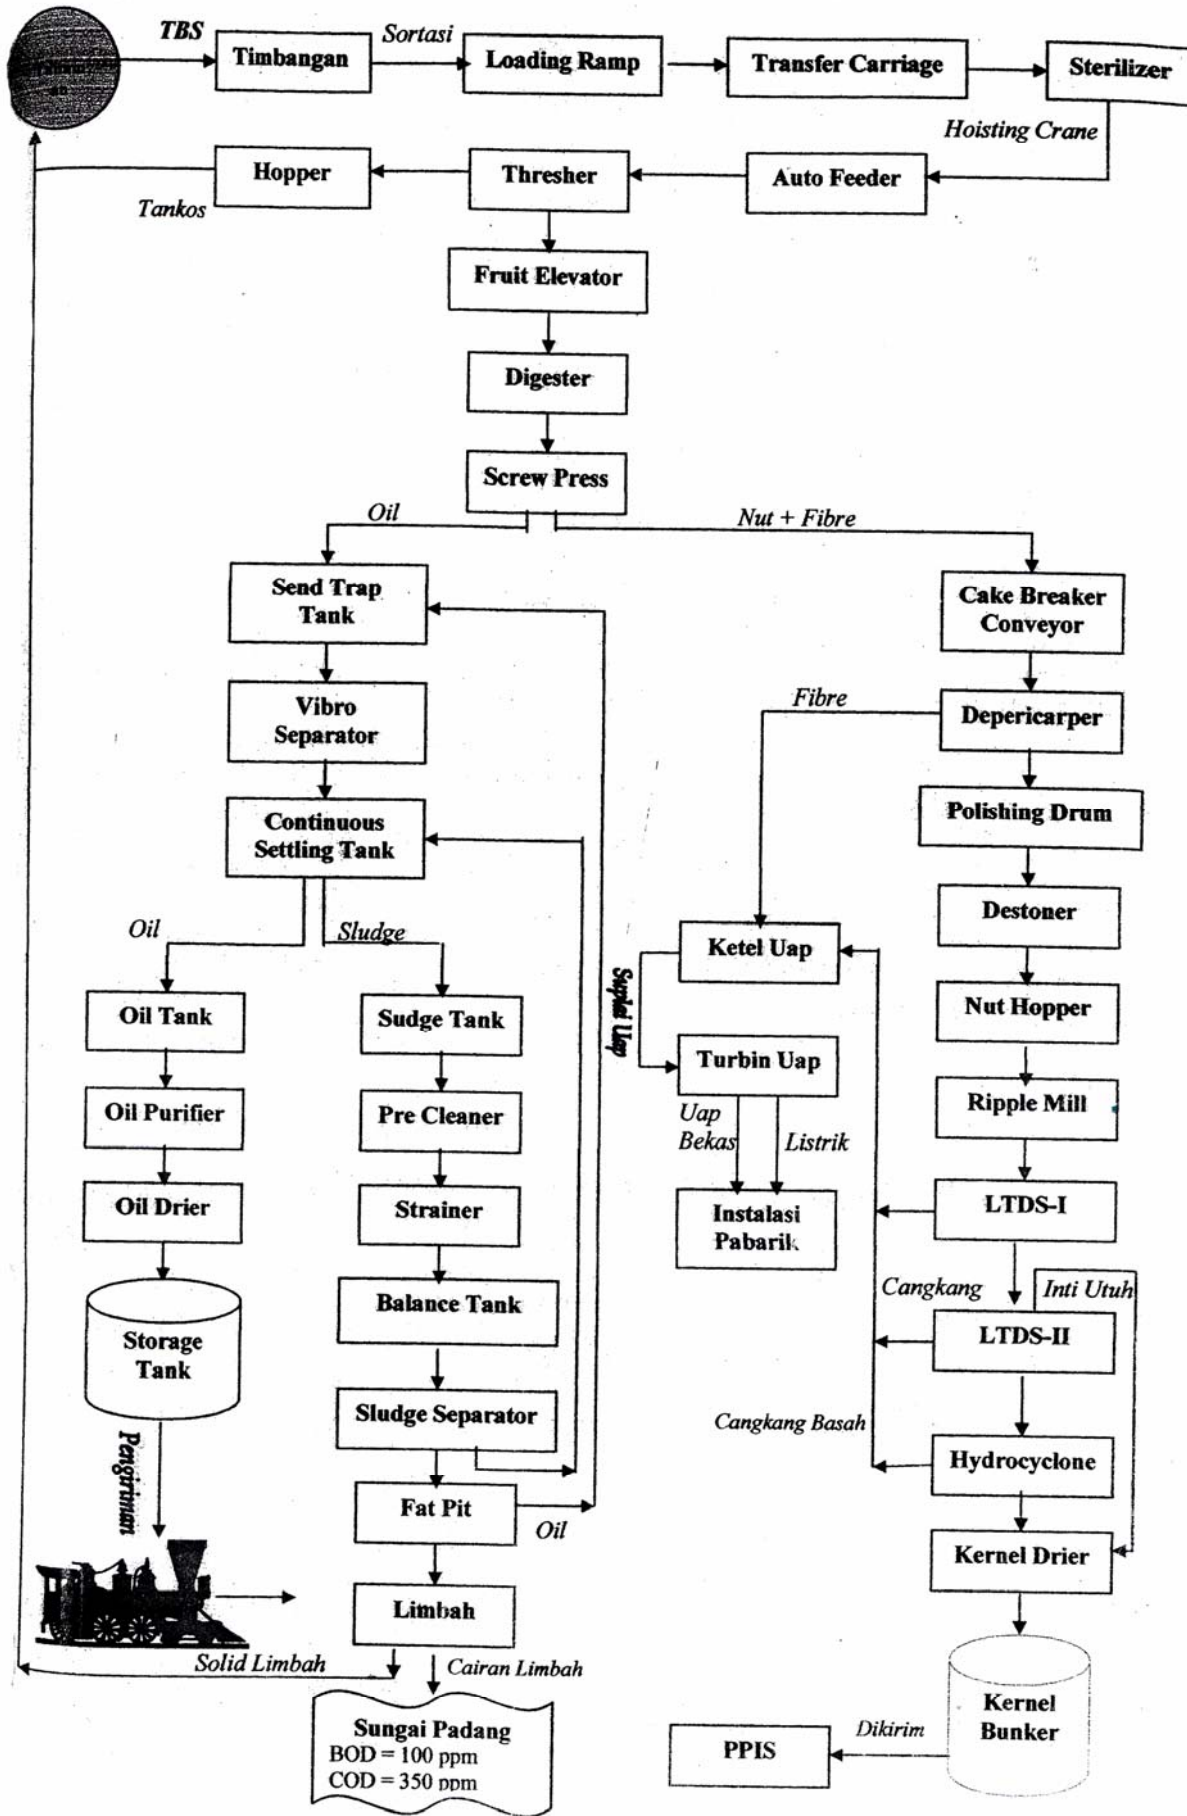 TBS
Timbangan
Sortasi
Loading Ramp
Transfer Carriage
Sterilizer
Hoisting Crane
Hopper
Thresher
Auto Feeder
Tankos
Fruit Elevator
Digester
Screw Press
Oil
Nut + Fibre
Send Trap
Tank
Cake Breaker
Conveyor
Vibro
Separator
Fibre
Depericarper
Continuous
Settling Tank
Polishing Drum
Destoner
Oil
Sludge
Ketel Uap
Suplai Uap
Nut Hopper
Oil Tank
Sudge Tank
Turbin Uap
Oil Purifier
Pre Cleaner
Uap
Bekas
Listrik
Ripple Mill
Oil Drier
Strainer
Instalasi
Pabarik
LTDS-I
Cangkang
Inti Utuh
Balance Tank
LTDS-II
Storage
Tank
Sludge Separator
Cangkang Basah
Hydrocyclone
Pengiriman
Fat Pit
Oil
Kernel Drier
Limbah
Solid Limbah
Cairan Limbah
Sungai Padang
BOD = 100 ppm
COD = 350 ppm
Kernel
Bunker
Dikirim
PPIS